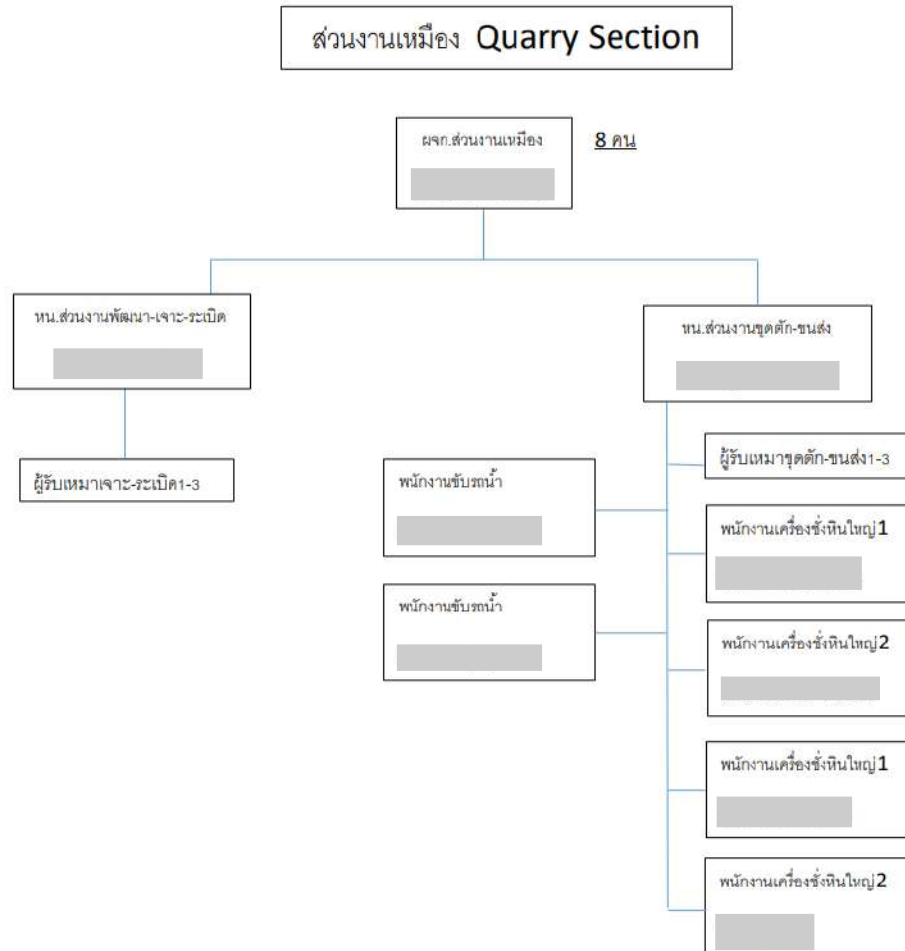 ส่วนงานเหมือง Quarry Section
ผจก.ส่วนงานเหมือง
8 คน
หน.ส่วนงานพัฒนา-เจาะ-ระเบิด
หน.ส่วนงานขุดตัก-ขนส่ง
ผู้รับเหมาเจาะ-ระเบิด1-3
ผู้รับเหมาขุดตัก-ขนส่ง1-3
พนักงานขับรถน้ำ
พนักงานเครื่องชั่งหินใหญ่1
พนักงานขับรถน้ำ
พนักงานเครื่องชั่งหินใหญ่2
พนักงานเครื่องชั่งหินใหญ่1
พนักงานเครื่องชั่งหินใหญ่2